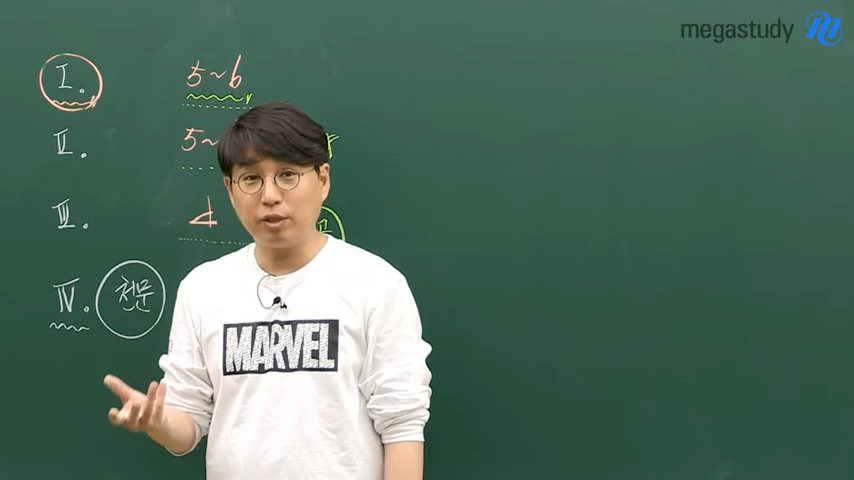 megastudy
Ⅰ. 5~6
Ⅱ. 5~
Ⅲ. 4
Ⅳ. 천문
MARVEL